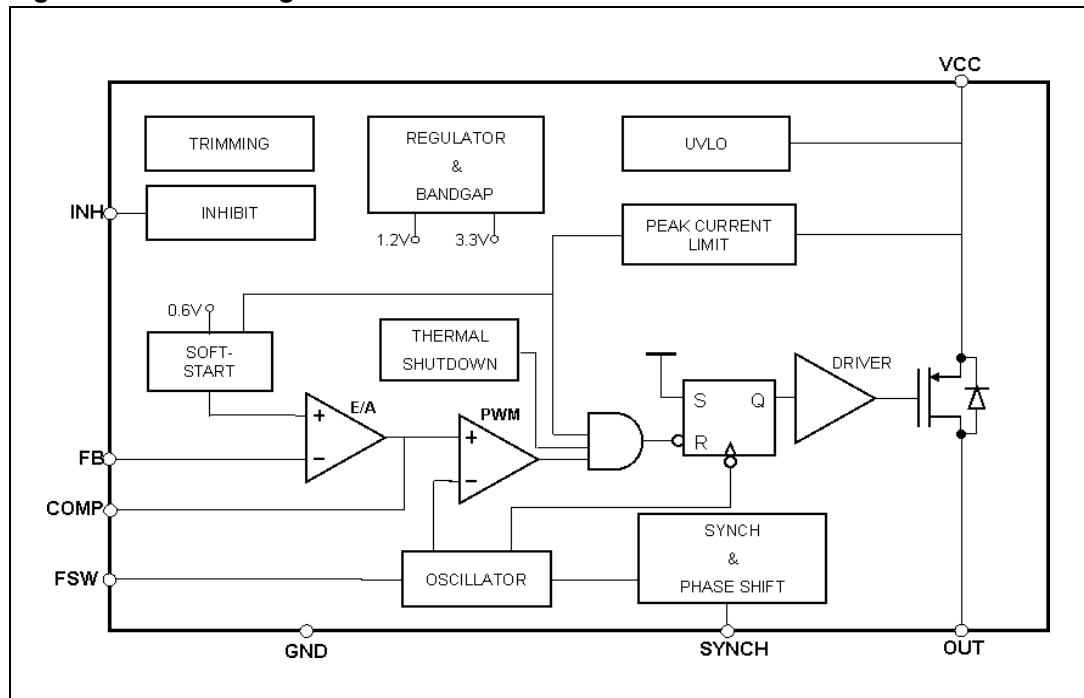 VCC
TRIMMING
REGULATOR
&
BANDGAP
UVLO
INH
INHIBIT
1.2V
3.3V
PEAK CURRENT
LIMIT
0.6V
SOFT-
START
THERMAL
SHUTDOWN
DRIVER
S
Q
R
E/A
+
−
PWM
+
−
FB
COMP
FSW
OSCILLATOR
SYNCH
&
PHASE SHIFT
GND
SYNCH
OUT